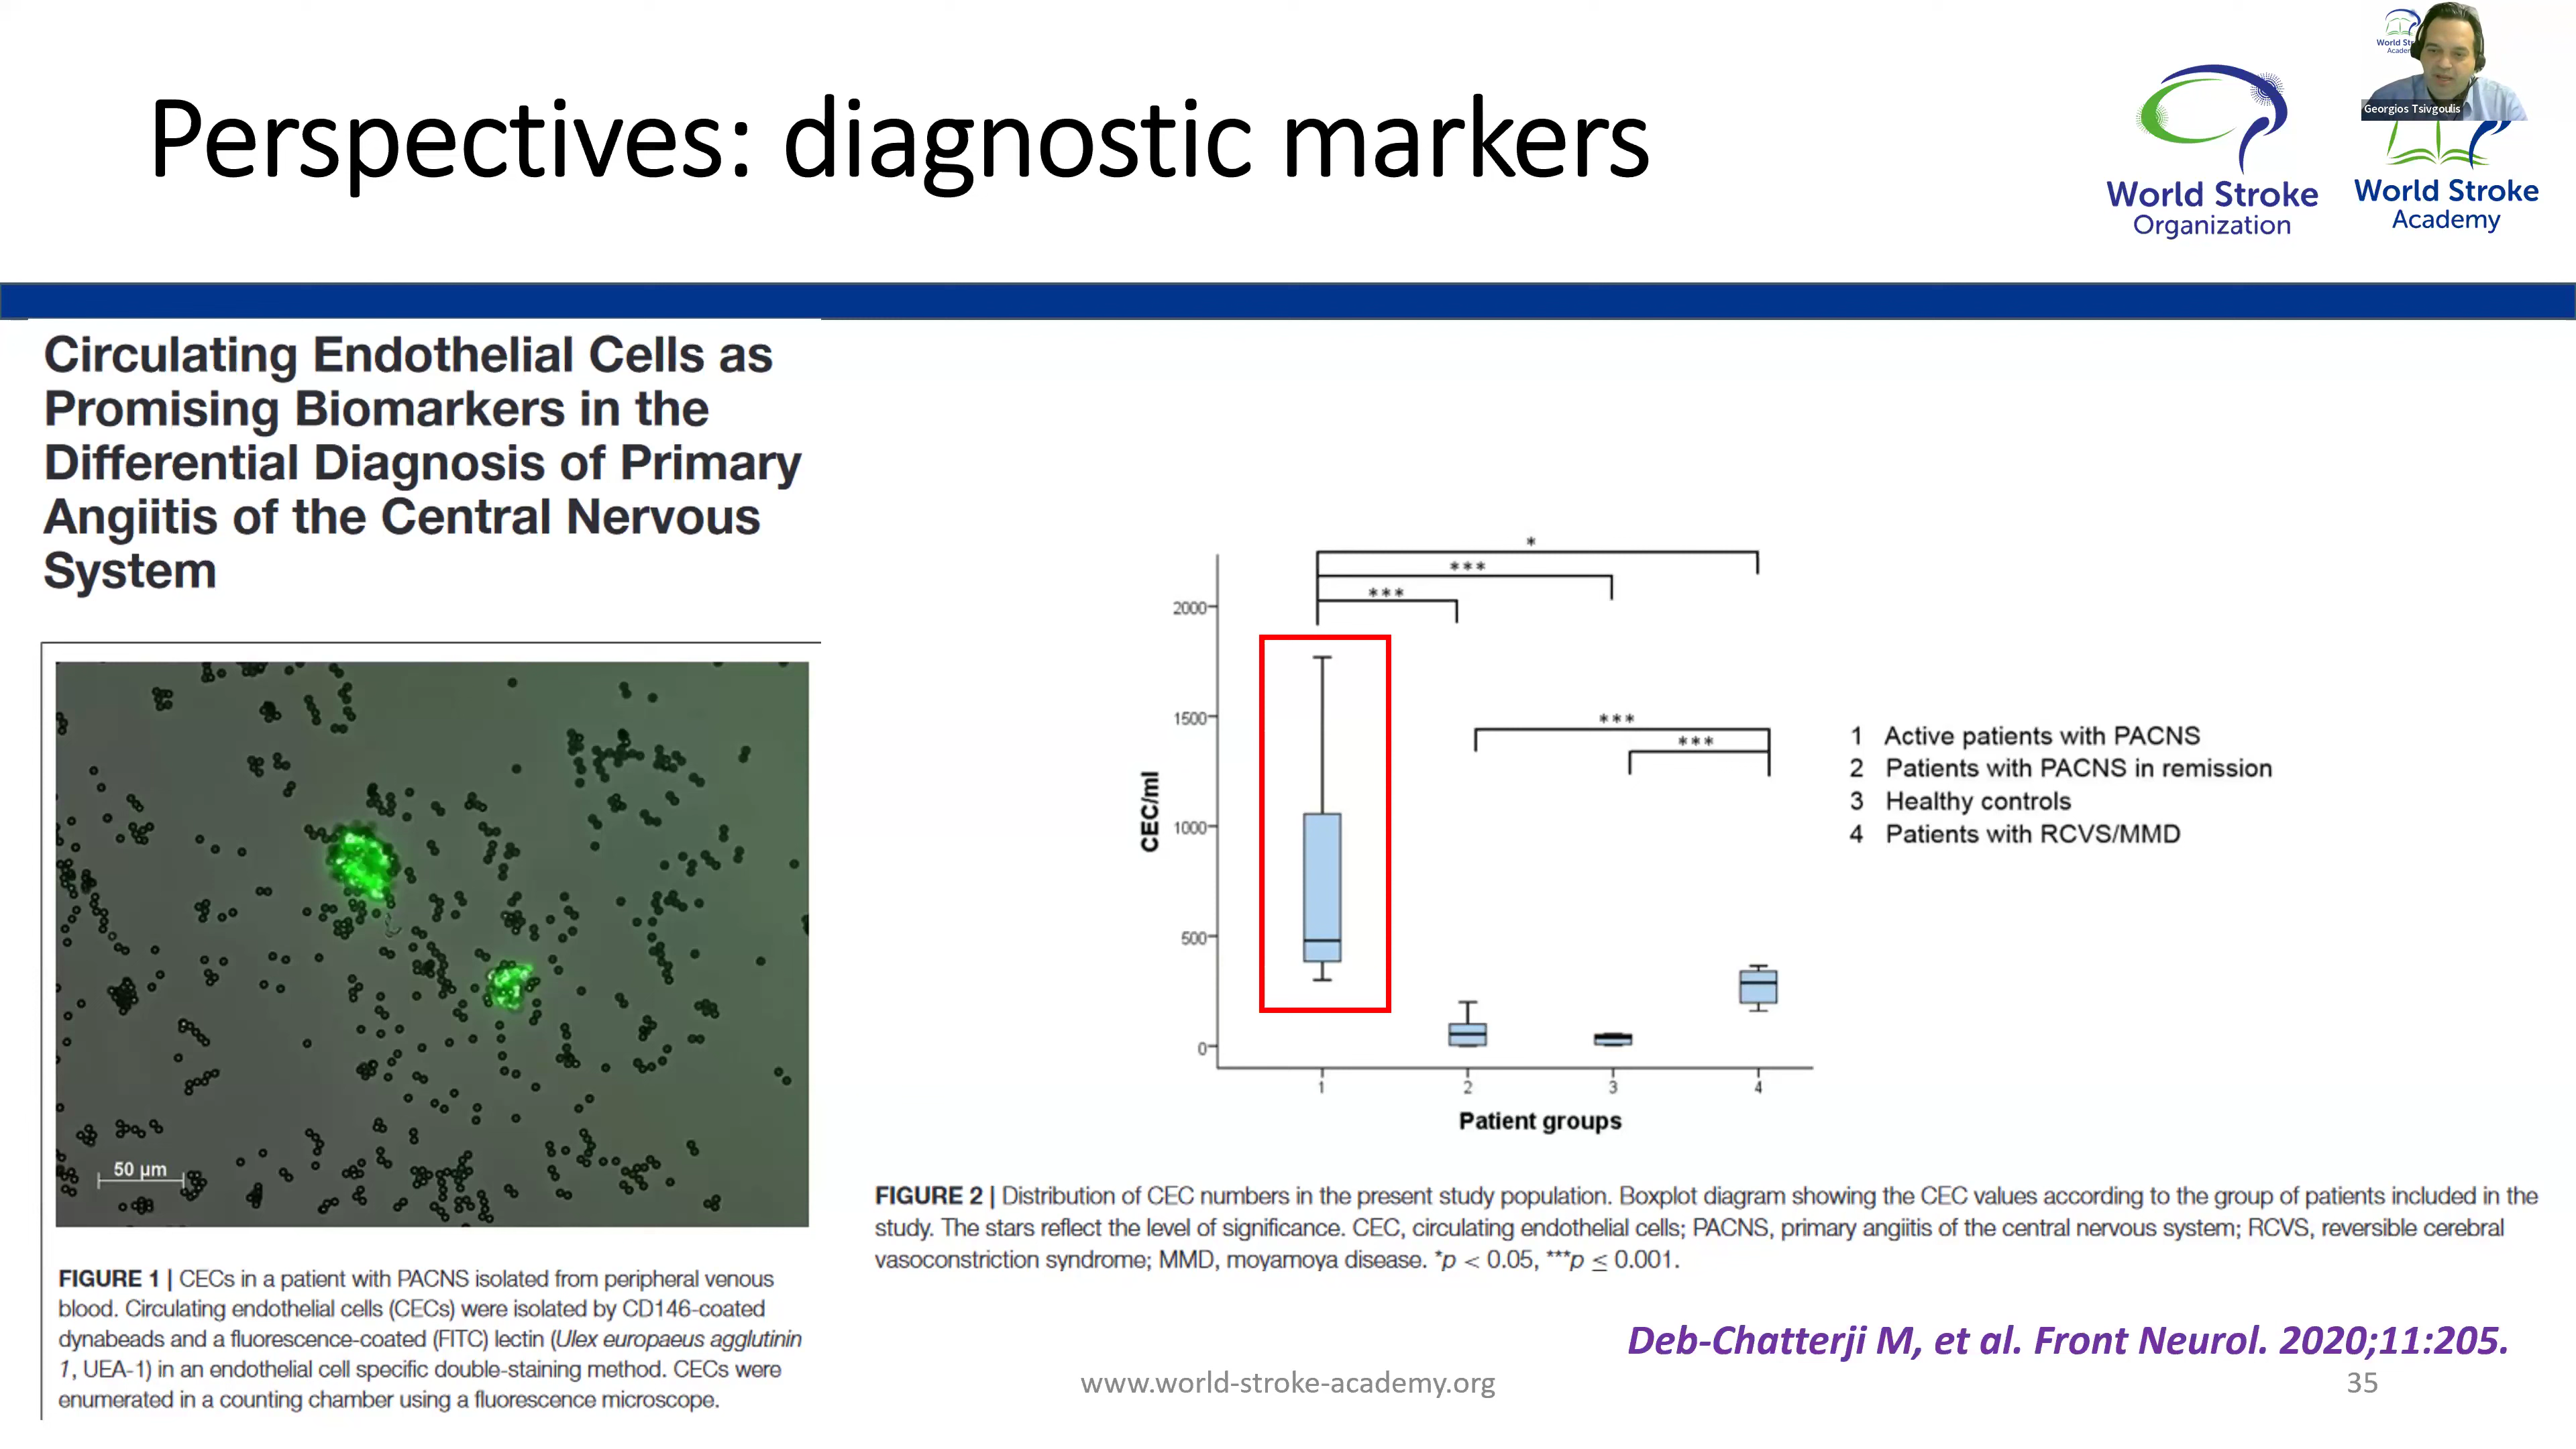 Perspectives: diagnostic markers
World Stroke
Organization
World St
Acade
Georgios Tsivgoulis
World Stroke
Academy
Circulating Endothelial Cells as
Promising Biomarkers in the
Differential Diagnosis of Primary
Angiitis of the Central Nervous
System
50 µm
FIGURE 1 | CECs in a patient with PACNS isolated from peripheral venous
blood. Circulating endothelial cells (CECs) were isolated by CD146-coated
dynabeads and a fluorescence-coated (FITC) lectin (Ulex europaeus agglutinin
1, UEA-1) in an endothelial cell specific double-staining method. CECs were
enumerated in a counting chamber using a fluorescence microscope.
*
***
***
***
***
2000
1500
1000
500
0
CEC/ml
1 2 3 4
Patient groups
1 Active patients with PACNS
2 Patients with PACNS in remission
3 Healthy controls
4 Patients with RCVS/MMD
FIGURE 2 | Distribution of CEC numbers in the present study population. Boxplot diagram showing the CEC values according to the group of patients included in the
study. The stars reflect the level of significance. CEC, circulating endothelial cells; PACNS, primary angiitis of the central nervous system; RCVS, reversible cerebral
vasoconstriction syndrome; MMD, moyamoya disease. *p < 0.05, ***p ≤ 0.001.
Deb-Chatterji M, et al. Front Neurol. 2020;11:205.
www.world-stroke-academy.org
35